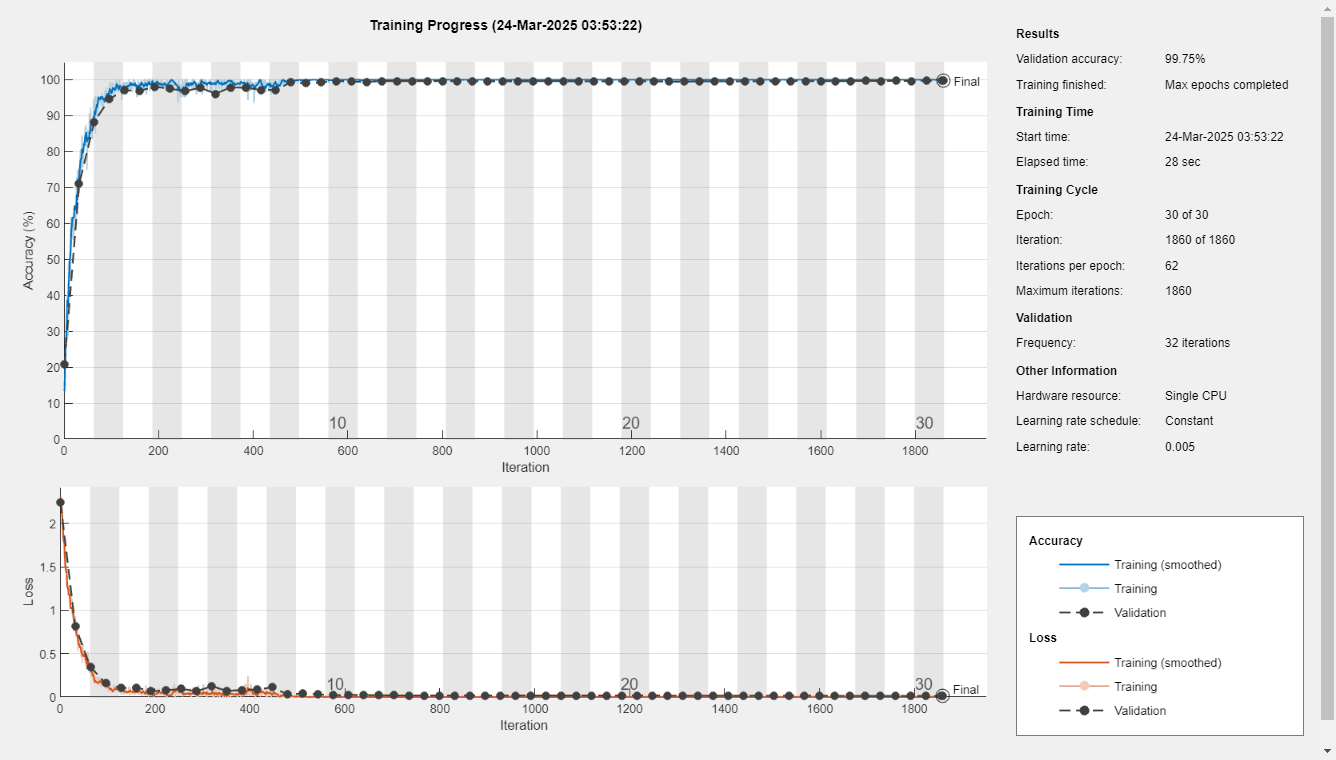 Training Progress (24-Mar-2025 03:53:22)
100
90
80
70
60
50
40
30
20
10
0
Accuracy (%)
Final
10
20
30
0
200
400
600
800
1000
1200
1400
1600
1800
Iteration
2
1.5
1
0.5
0
Loss
10
20
30
Final
0
200
400
600
800
1000
1200
1400
1600
1800
Iteration
Results
Validation accuracy: 99.75%
Training finished: Max epochs completed
Training Time
Start time: 24-Mar-2025 03:53:22
Elapsed time: 28 sec
Training Cycle
Epoch: 30 of 30
Iteration: 1860 of 1860
Iterations per epoch: 62
Maximum iterations: 1860
Validation
Frequency: 32 iterations
Other Information
Hardware resource: Single CPU
Learning rate schedule: Constant
Learning rate: 0.005
Accuracy
Training (smoothed)
Training
Validation
Loss
Training (smoothed)
Training
Validation